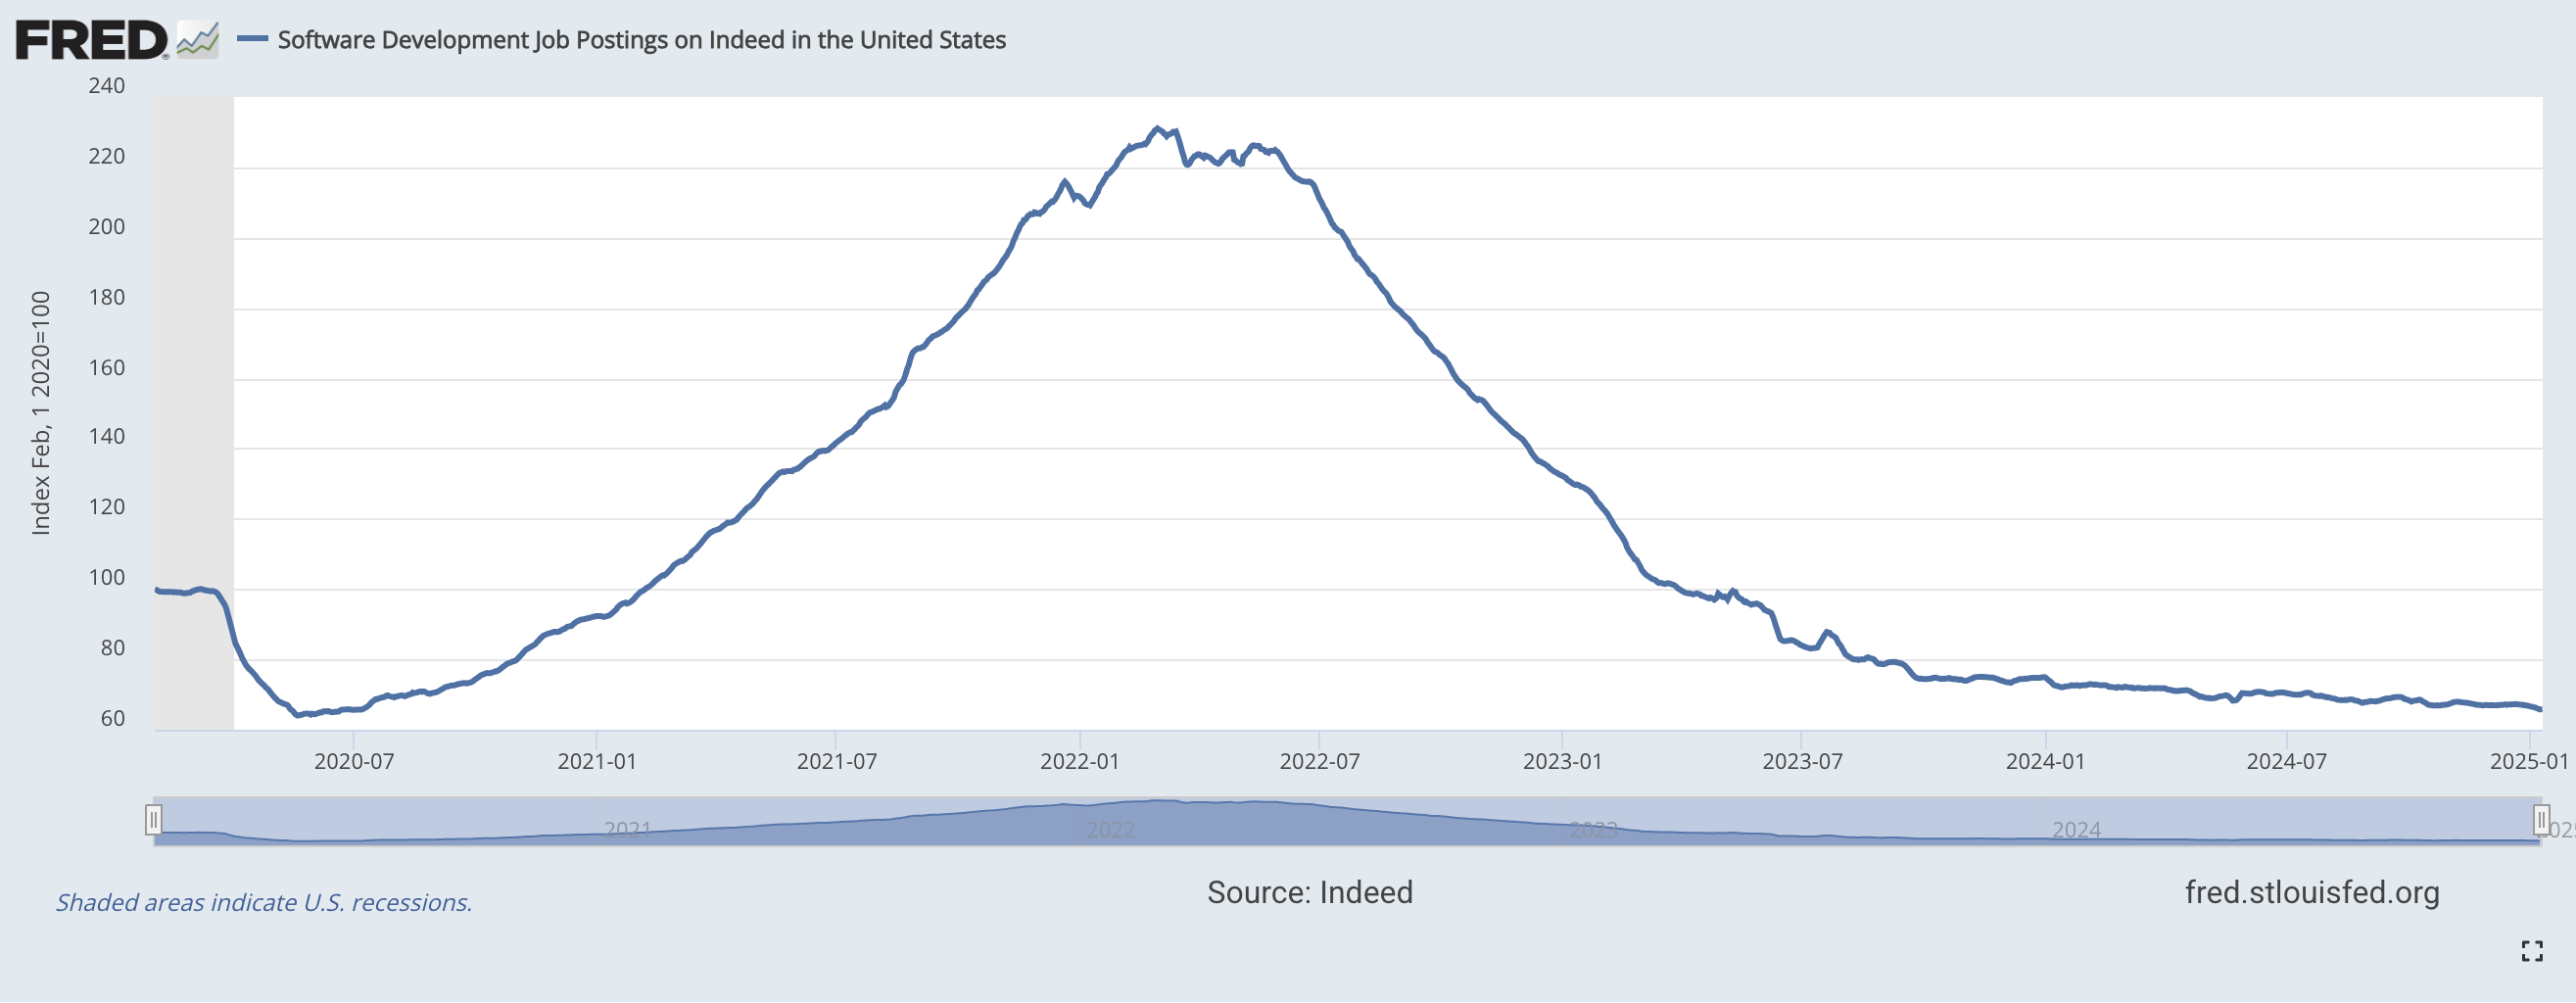 FRED® Software Development Job Postings on Indeed in the United States
240
220
200
180
160
140
120
100
80
60
Index Feb, 1 2020=100
2020-07 2021-01 2021-07 2022-01 2022-07 2023-01 2023-07 2024-01 2024-07 2025-01
2021 2022 2023 2024
Shaded areas indicate U.S. recessions. Source: Indeed fred.stlouisfed.org